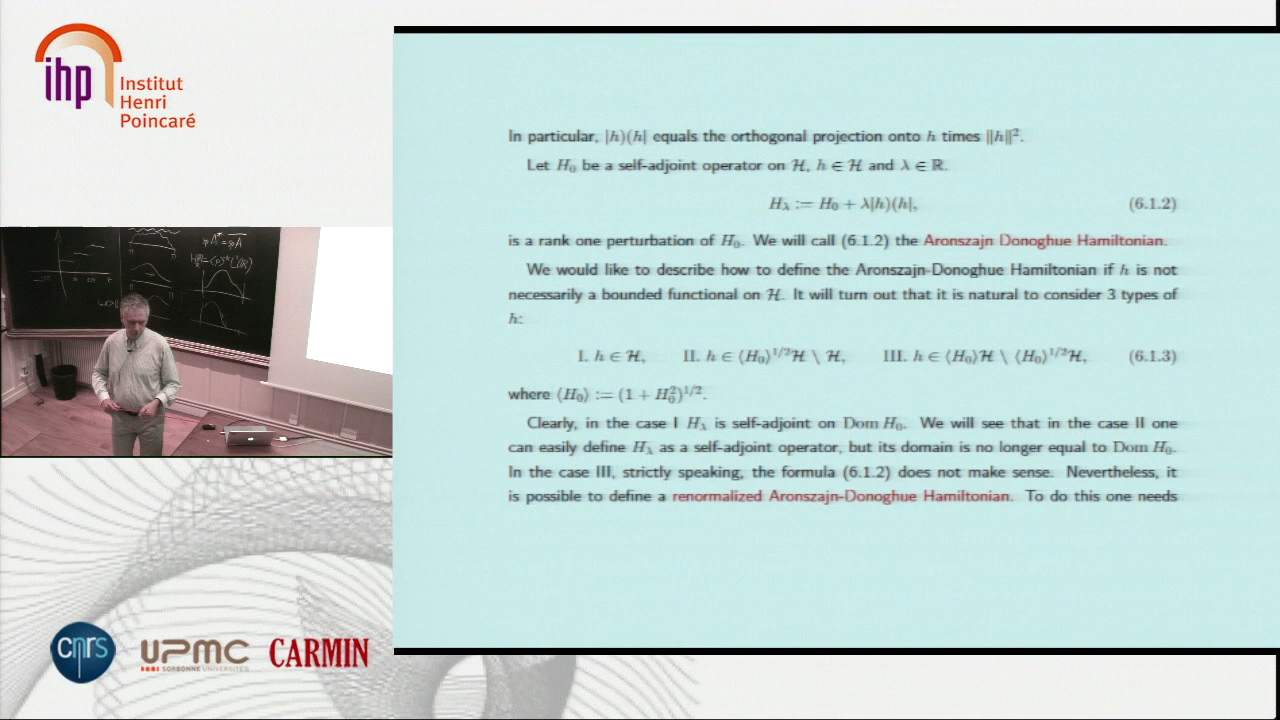 ihp Institut
Henri
Poincaré
In particular, |h)(h| equals the orthogonal projection onto h times ‖h‖².
Let H₀ be a self-adjoint operator on ℋ, h ∈ ℋ and λ ∈ ℝ.
H_λ := H₀ + λ|h)(h|, (6.1.2)
is a rank one perturbation of H₀. We will call (6.1.2) the Aronszajn Donoghue Hamiltonian.
We would like to describe how to define the Aronszajn-Donoghue Hamiltonian if h is not
necessarily a bounded functional on ℋ. It will turn out that it is natural to consider 3 types of
h:
I. h ∈ ℋ, II. h ∈ ⟨H₀⟩^{1/2}ℋ \ ℋ, III. h ∈ ⟨H₀⟩ℋ \ ⟨H₀⟩^{1/2}ℋ, (6.1.3)
where ⟨H₀⟩ := (1 + H₀²)^{1/2}.
Clearly, in the case I H_λ is self-adjoint on Dom H₀. We will see that in the case II one
can easily define H_λ as a self-adjoint operator, but its domain is no longer equal to Dom H₀.
In the case III, strictly speaking, the formula (6.1.2) does not make sense. Nevertheless, it
is possible to define a renormalized Aronszajn-Donoghue Hamiltonian. To do this one needs
cnrs UPMC CARMIN
SORBONNE UNIVERSITÉS